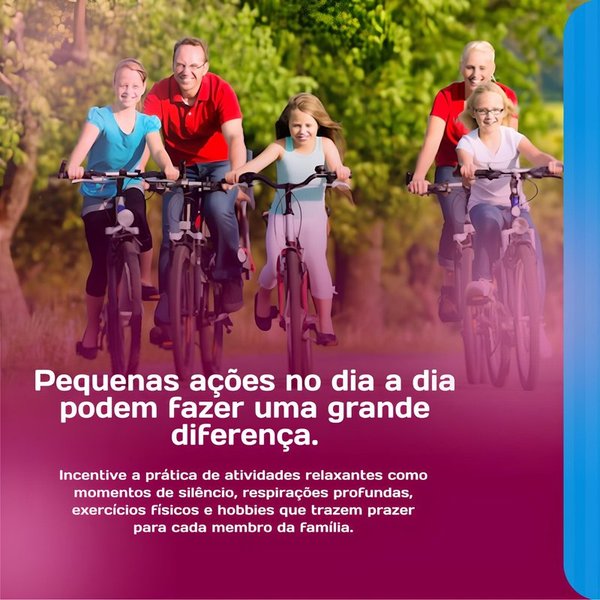 Pequenas ações no dia a dia
podem fazer uma grande
diferença.
Incentive a prática de atividades relaxantes como
momentos de silêncio, respirações profundas,
exercícios físicos e hobbies que trazem prazer
para cada membro da família.